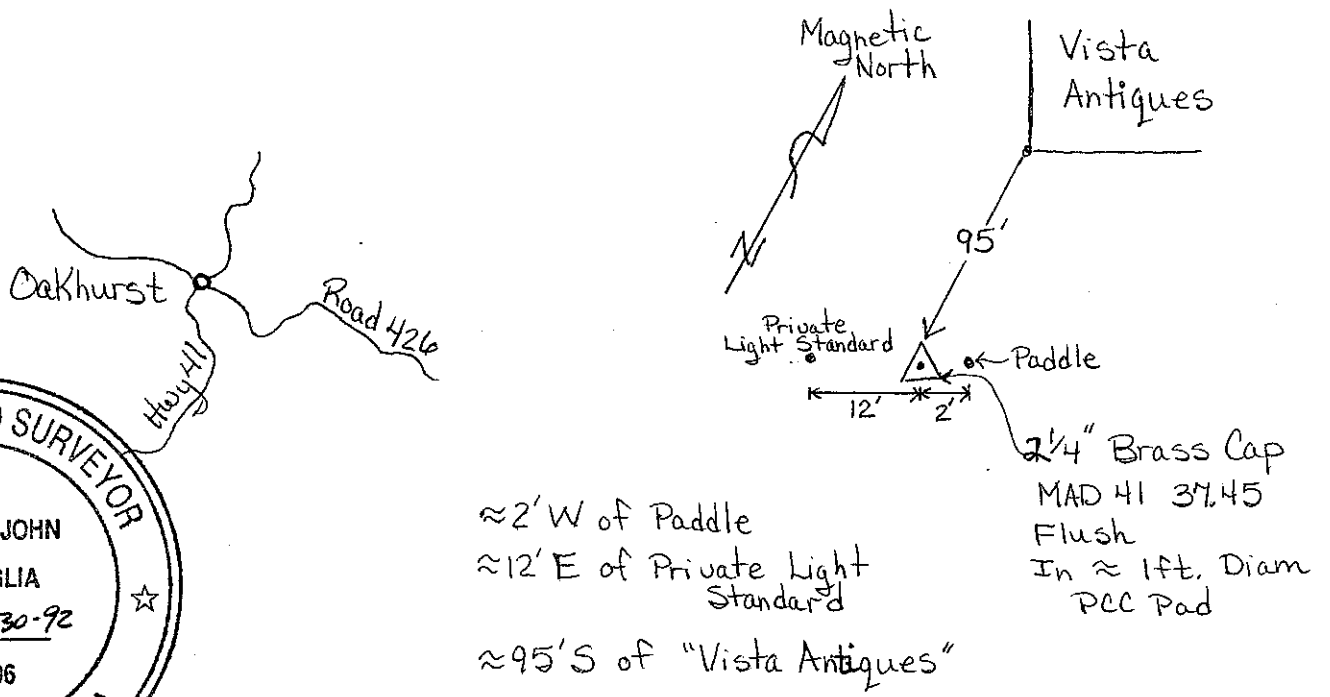 Magnetic
North
N
Vista
Antiques
95'
Oakhurst
Road 426
Hwy 41
Private
Light Standard
Paddle
12'
2'
2 1/4" Brass Cap
MAD 41 37.45
Flush
In ≈ 1ft. Diam
PCC Pad
≈2' W of Paddle
≈12' E of Private Light
Standard
≈95' S of "Vista Antiques"
SURVEYOR
JOHN
30-92